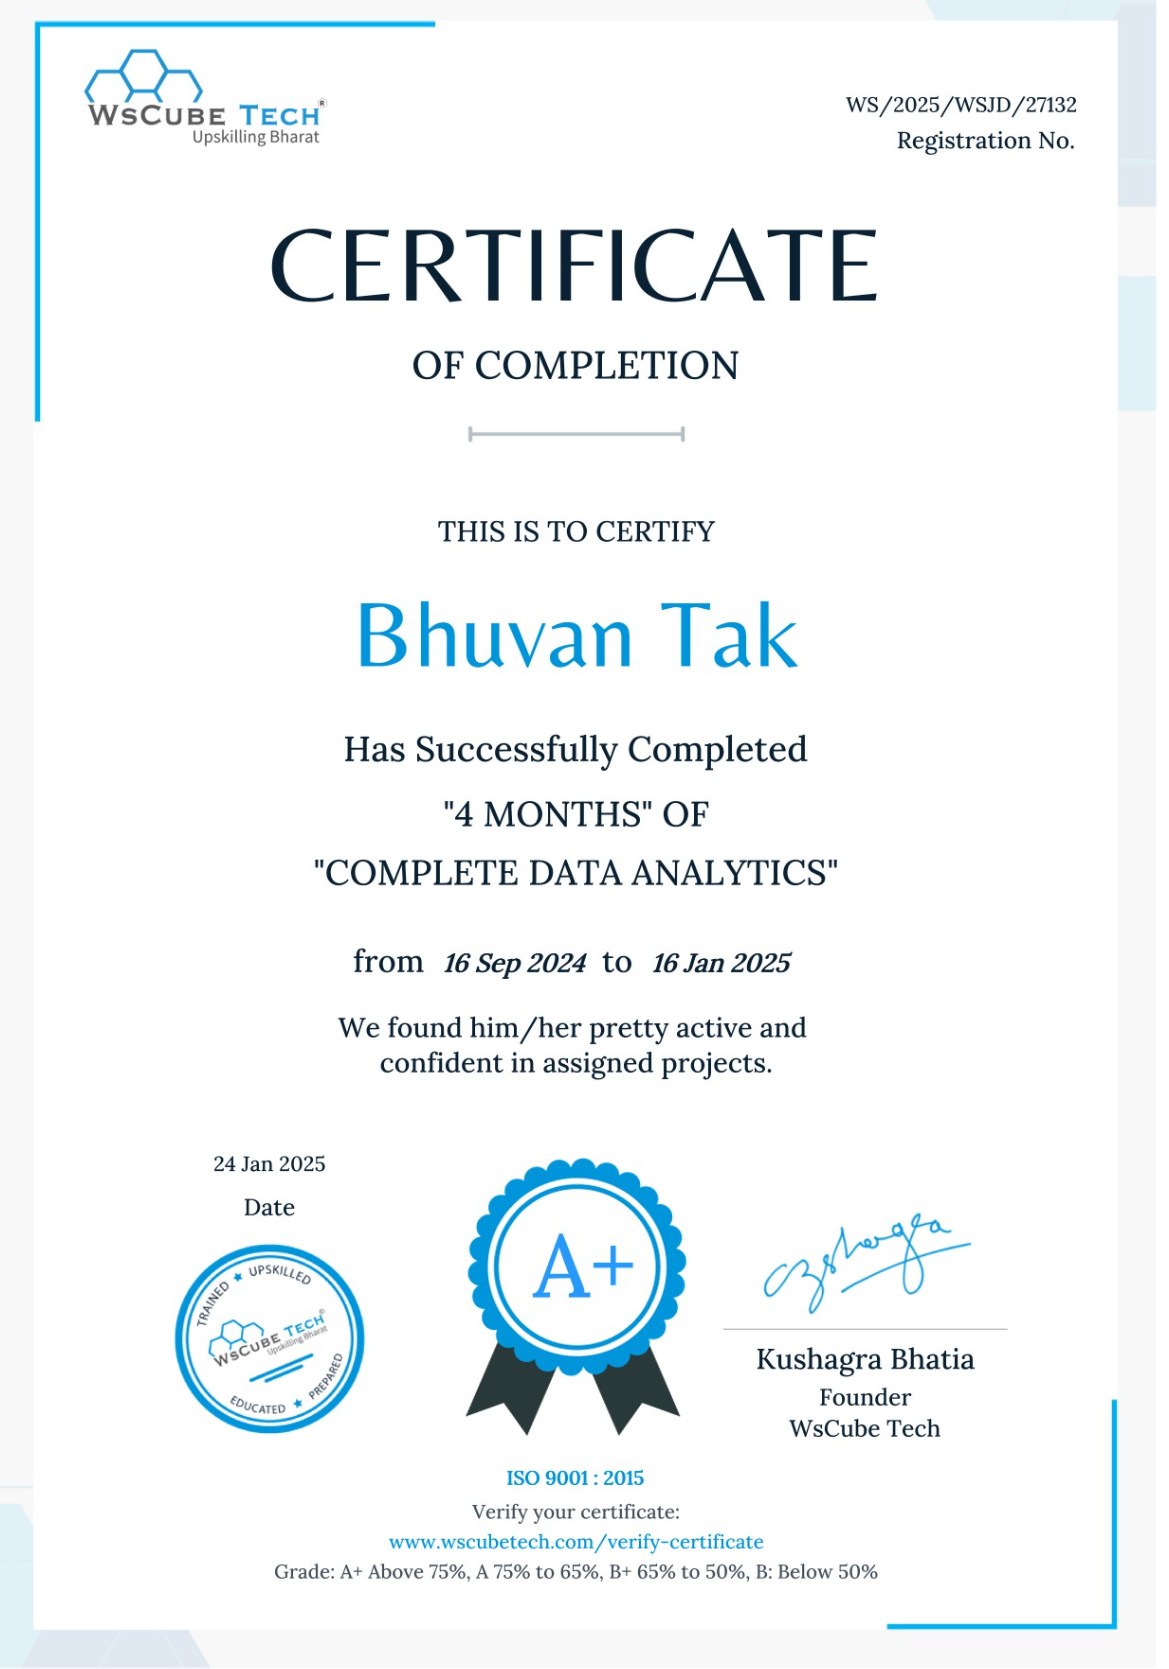 WsCube Tech®
Upskilling Bharat
WS/2025/WSJD/27132
Registration No.
CERTIFICATE
OF COMPLETION
THIS IS TO CERTIFY
Bhuvan Tak
Has Successfully Completed
"4 MONTHS" OF
"COMPLETE DATA ANALYTICS"
from 16 Sep 2024 to 16 Jan 2025
We found him/her pretty active and
confident in assigned projects.
24 Jan 2025
Date
TRAINED ★ UPSKILLED
WsCube Tech®
Upskilling Bharat
EDUCATED ★ PREPARED
A+
Kushagra Bhatia
Founder
WsCube Tech
ISO 9001 : 2015
Verify your certificate:
www.wscubetech.com/verify-certificate
Grade: A+ Above 75%, A 75% to 65%, B+ 65% to 50%, B: Below 50%